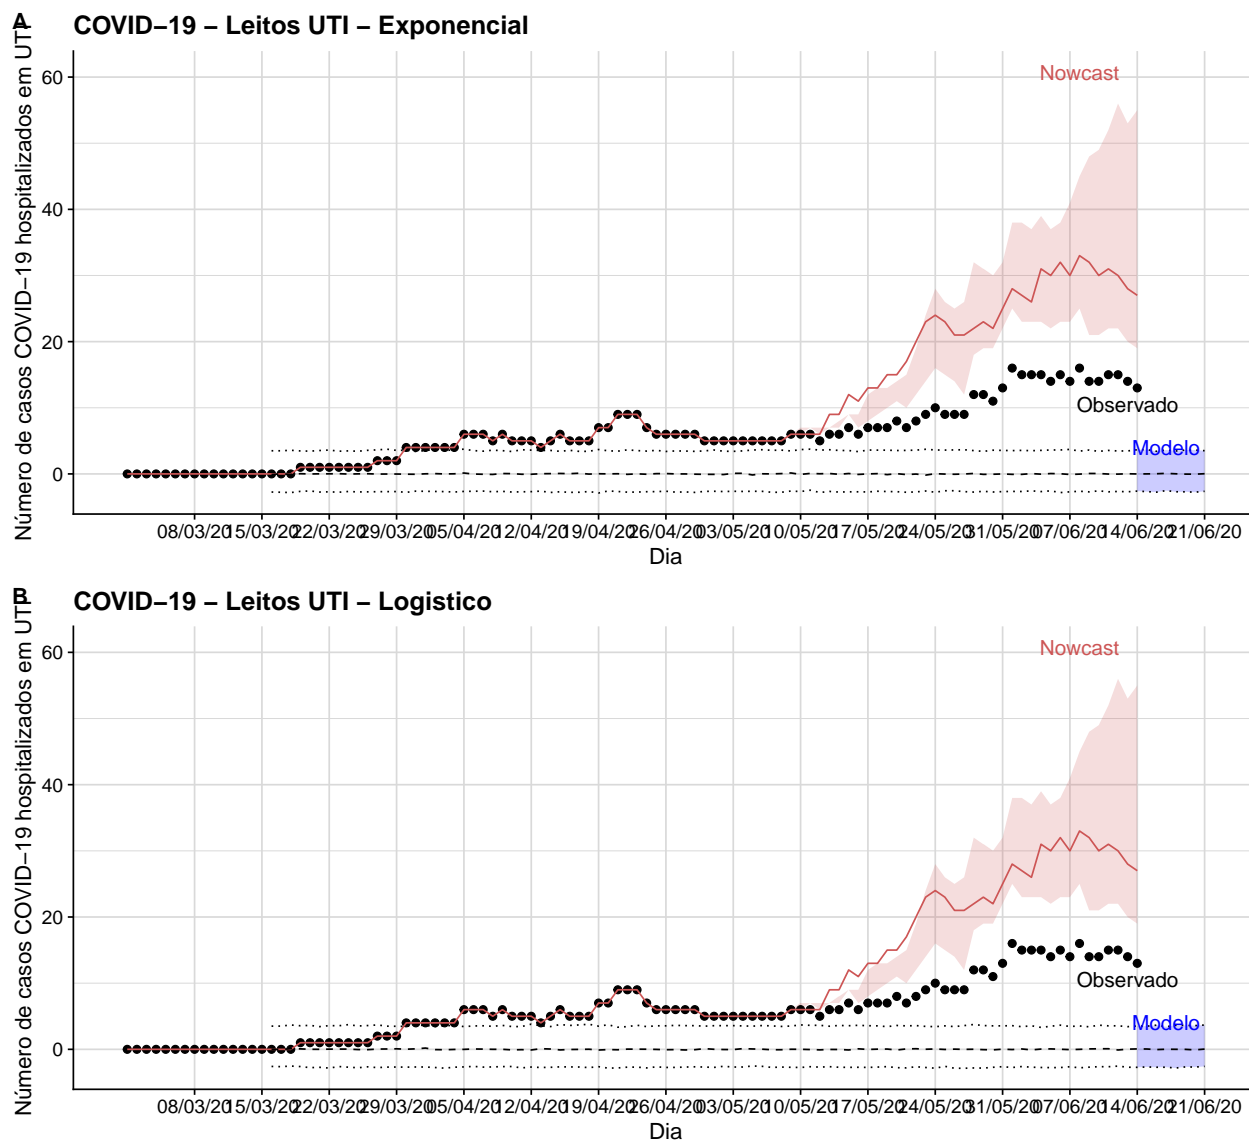 A
COVID–19 – Leitos UTI – Exponencial
Número de casos COVID–19 hospitalizados em UTI
60
40
20
0
Nowcast
Observado
Modelo
08/03/20 15/03/20 22/03/20 29/03/20 05/04/20 12/04/20 19/04/20 26/04/20 03/05/20 10/05/20 17/05/20 24/05/20 31/05/20 07/06/20 14/06/20 21/06/20
Dia
B
COVID–19 – Leitos UTI – Logistico
Número de casos COVID–19 hospitalizados em UTI
60
40
20
0
Nowcast
Observado
Modelo
08/03/20 15/03/20 22/03/20 29/03/20 05/04/20 12/04/20 19/04/20 26/04/20 03/05/20 10/05/20 17/05/20 24/05/20 31/05/20 07/06/20 14/06/20 21/06/20
Dia